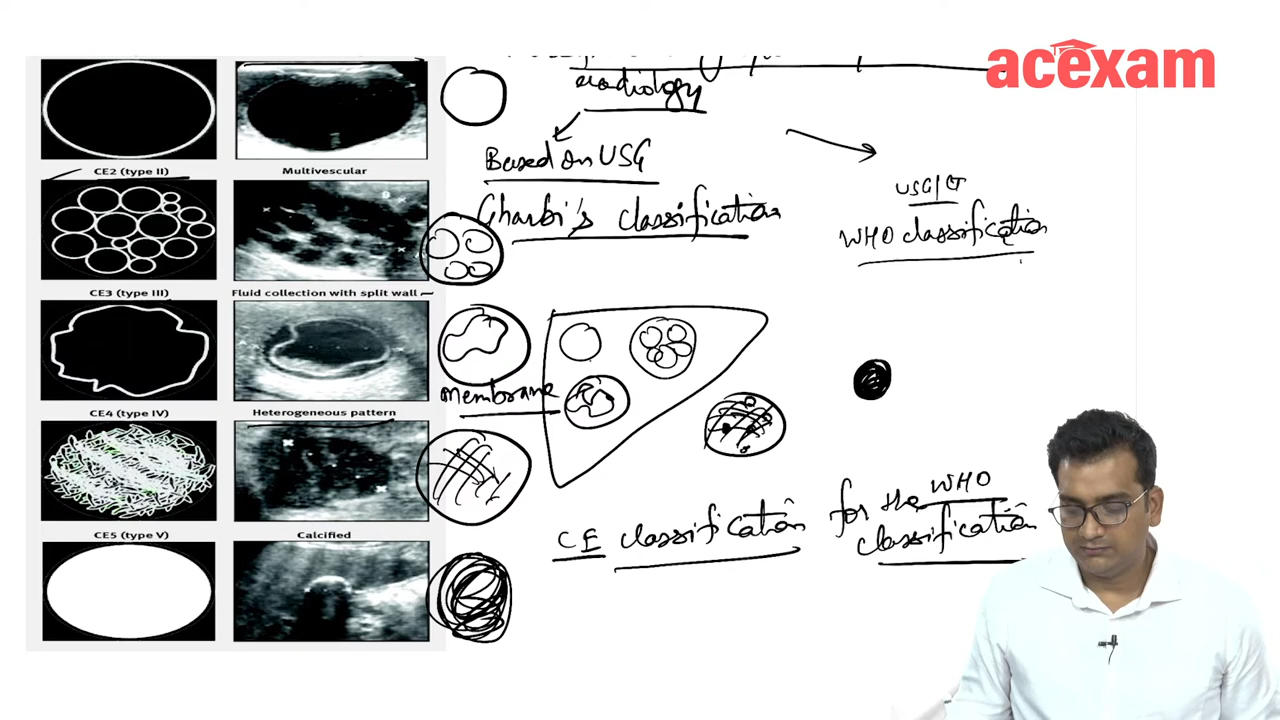 acexam
radiology
Based on USG
Gharbi's classification
USG/CT
WHO classification
CE2 (type II) Multivescular
CE3 (type III) Fluid collection with split wall
membrane
CE4 (type IV) Heterogeneous pattern
CE classification for the WHO
classification
CE5 (type V) Calcified